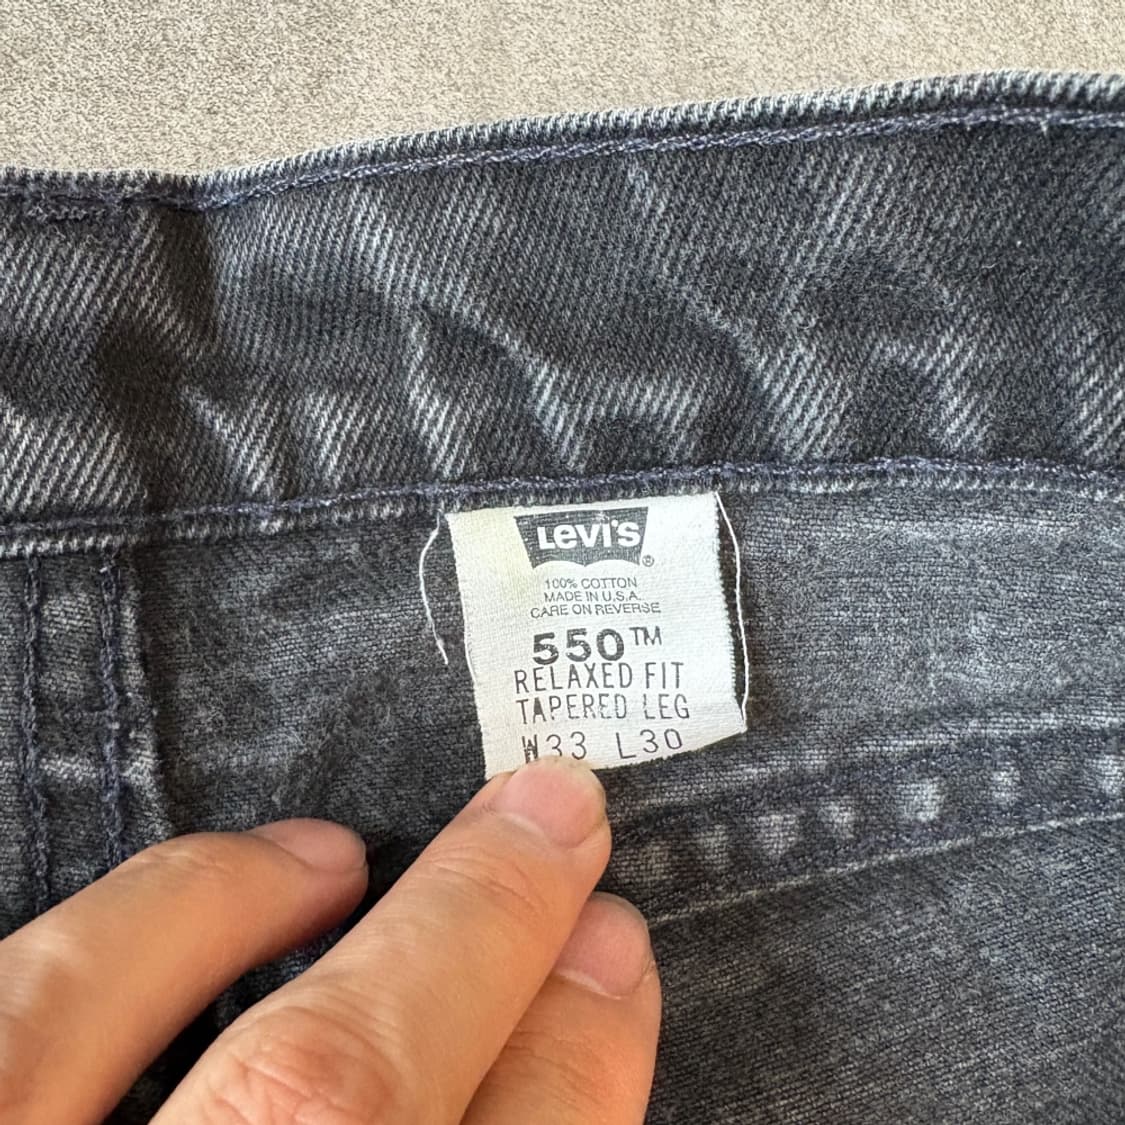 Levi's®
100% COTTON
MADE IN U.S.A.
CARE ON REVERSE
550™
RELAXED FIT
TAPERED LEG
W33 L30